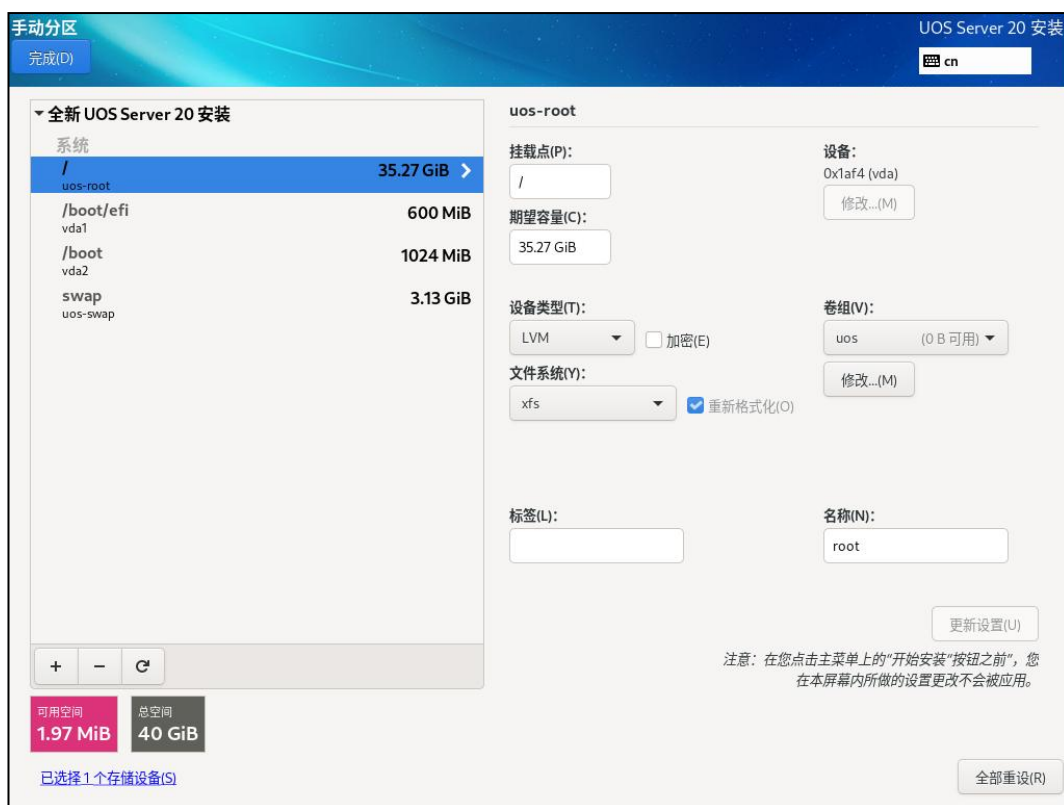 手动分区
UOS Server 20 安装
完成(D)
cn
全新 UOS Server 20 安装
系统
/
35.27 GiB
uos-root
/boot/efi
600 MiB
vda1
/boot
1024 MiB
vda2
swap
3.13 GiB
uos-swap
+ −
可用空间
1.97 MiB
总空间
40 GiB
已选择 1 个存储设备(S)
uos-root
挂载点(P):
/
设备:
0x1af4 (vda)
修改...(M)
期望容量(C):
35.27 GiB
设备类型(T):
LVM
加密(E)
卷组(V):
uos (0 B 可用)
修改...(M)
文件系统(Y):
xfs
重新格式化(O)
标签(L):
名称(N):
root
更新设置(U)
注意：在您点击主菜单上的"开始安装"按钮之前，您
在本屏幕内所做的设置更改不会被应用。
全部重设(R)